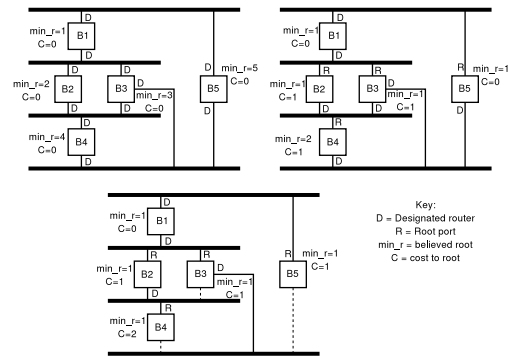 D
min_r=1
C=0
B1
D
D
D
D
min_r=5
C=0
min_r=2
C=0
B2
B3
D
min_r=3
C=0
B5
D
D
D
D
min_r=4
C=0
B4
D
D
min_r=1
C=0
B1
D
R
R
R
min_r=1
C=0
min_r=1
C=1
B2
B3
D
min_r=1
C=1
B5
D
D
D
R
min_r=2
C=1
B4
D
D
min_r=1
C=0
B1
D
R
R
R
min_r=1
C=1
min_r=1
C=1
B2
B3
D
min_r=1
C=1
B5
D
R
min_r=1
C=2
B4
Key:
D = Designated router
R = Root port
min_r = believed root
C = cost to root